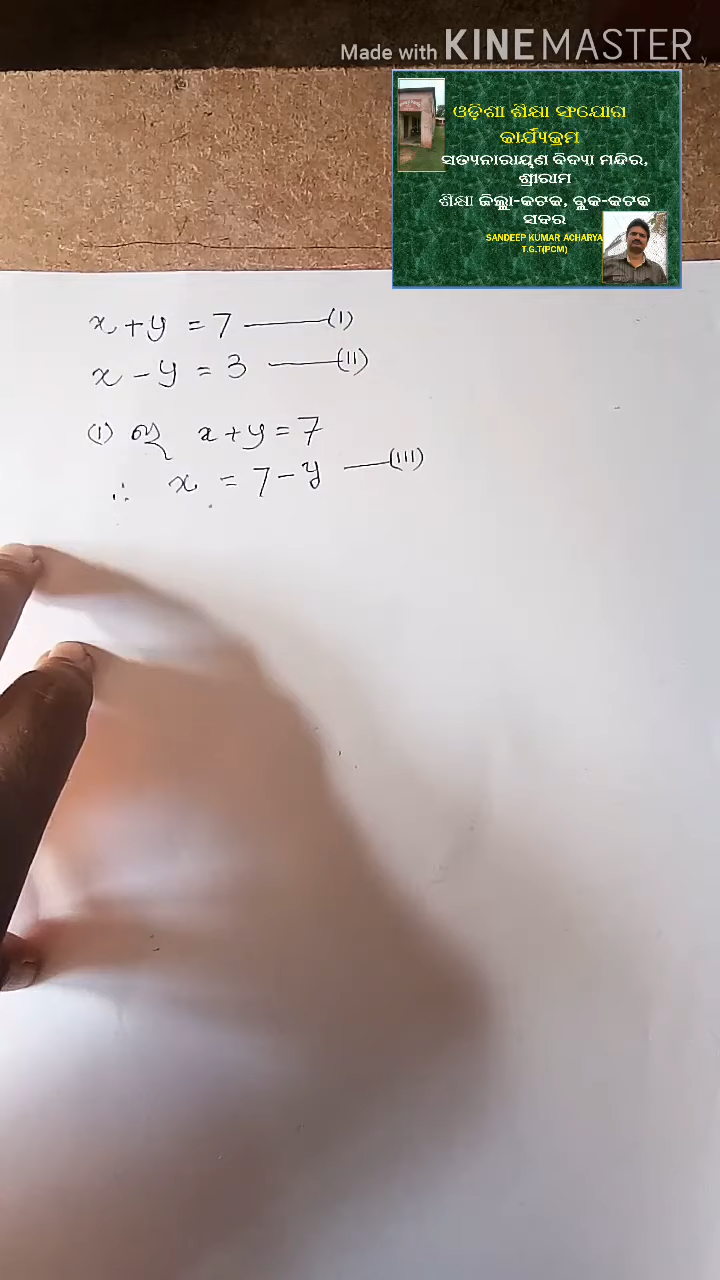 Made with KINEMASTER
ଓଡ଼ିଶା ଶିକ୍ଷା ସଂଯୋଗ
କାର୍ଯ୍ୟକ୍ରମ
ସତ୍ୟନାରାୟଣ ବିଦ୍ୟା ମନ୍ଦିର,
ଶ୍ରୀରାମ
ଶିକ୍ଷା ଜିଲ୍ଲା-କଟକ, ବ୍ଲକ-କଟକ
ସଦର
SANDEEP KUMAR ACHARYA
T.G.T(PCM)
x + y = 7 ——(I)
x - y = 3 ——(II)
(I) ରୁ x + y = 7
∴ x = 7 - y ——(III)